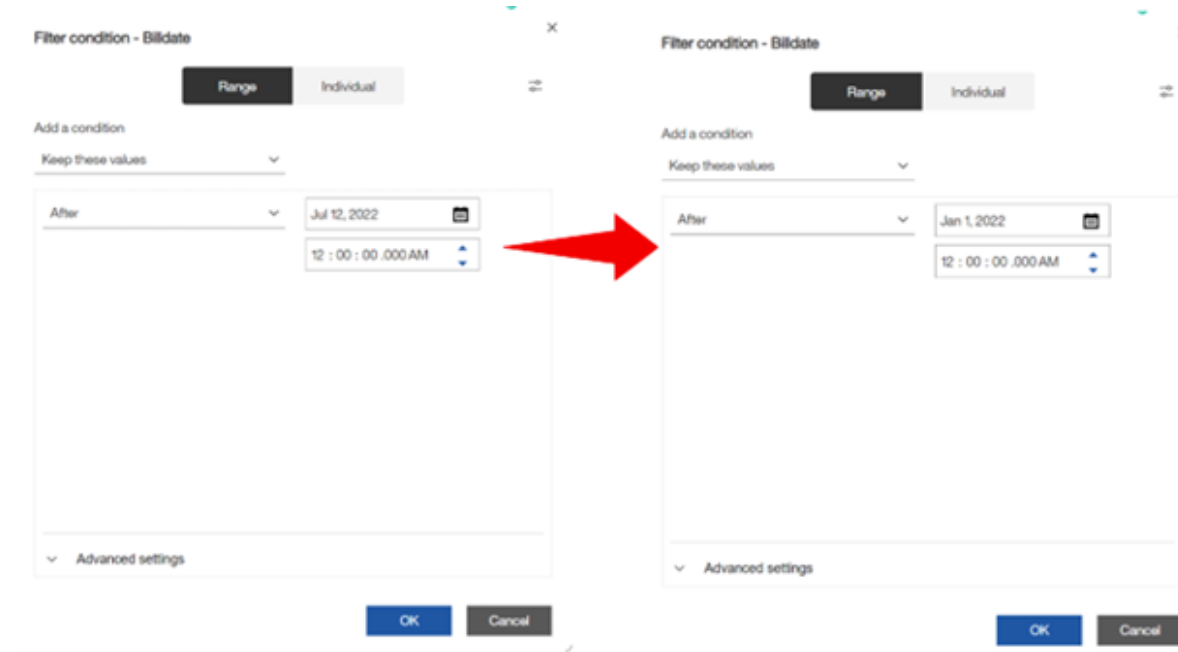 Filter condition - Billdate
Range Individual
Add a condition
Keep these values
After Jul 12, 2022
12 : 00 : 00 .000 AM
Advanced settings
OK Cancel
Filter condition - Billdate
Range Individual
Add a condition
Keep these values
After Jan 1, 2022
12 : 00 : 00 .000 AM
Advanced settings
OK Cancel